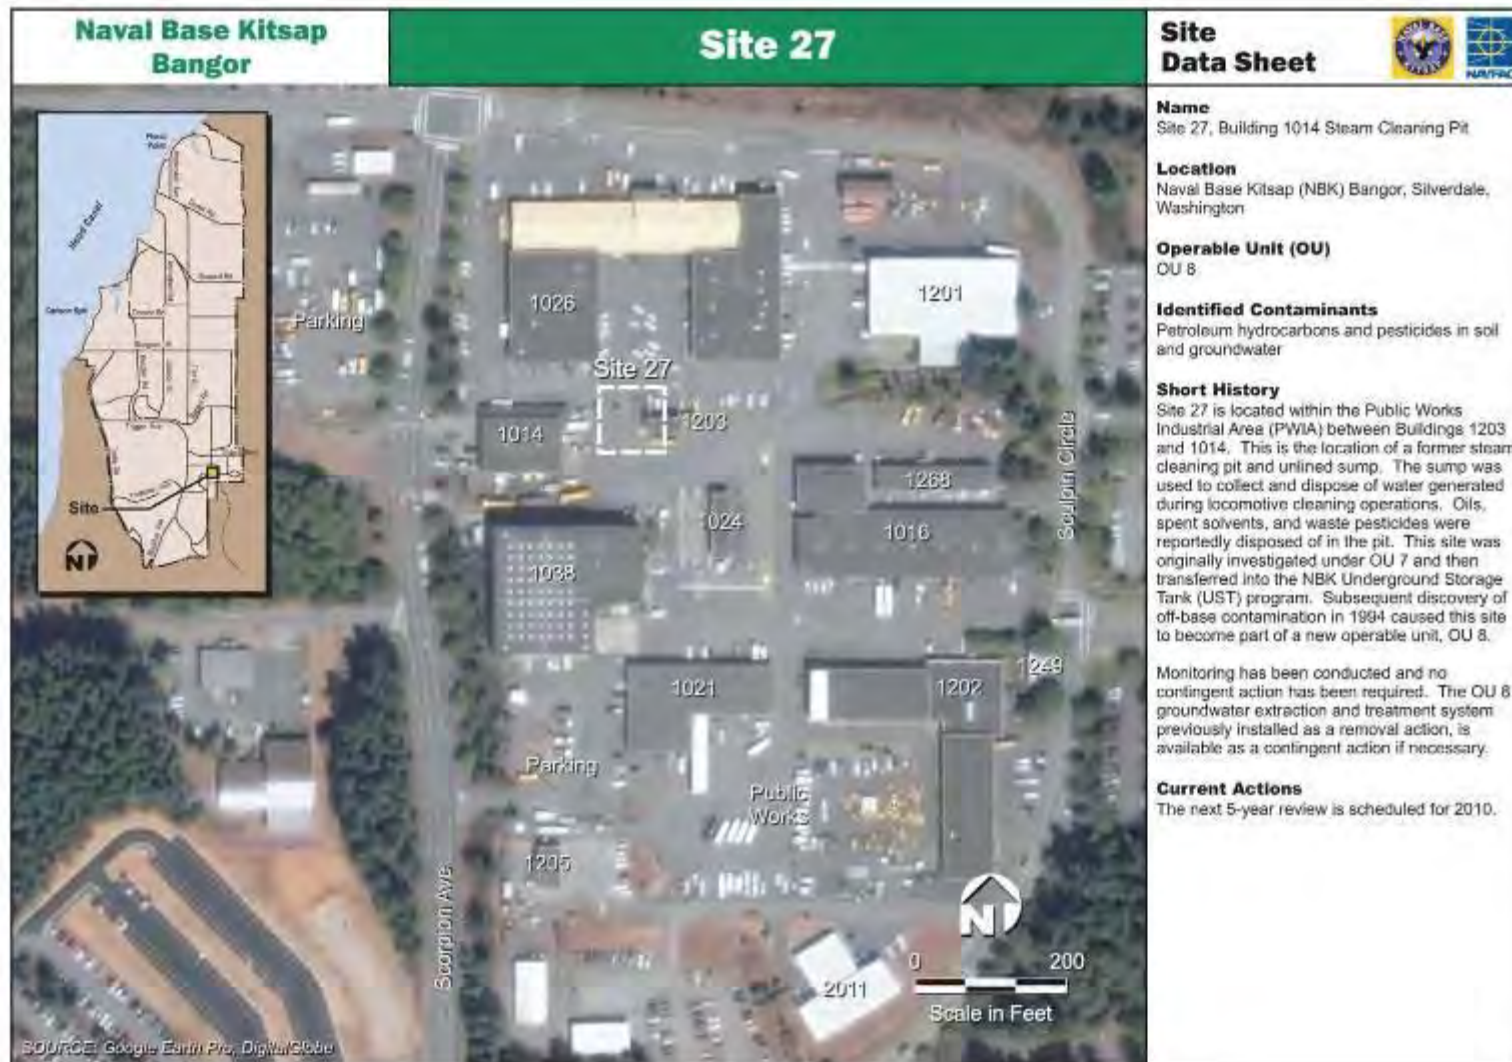 Naval Base Kitsap
Bangor
Site 27
Site
Data Sheet
NAVFAC
Name
Site 27, Building 1014 Steam Cleaning Pit
Location
Naval Base Kitsap (NBK) Bangor, Silverdale,
Washington
Operable Unit (OU)
OU 8
Identified Contaminants
Petroleum hydrocarbons and pesticides in soil
and groundwater
Short History
Site 27 is located within the Public Works
Industrial Area (PWIA) between Buildings 1203
and 1014. This is the location of a former steam
cleaning pit and unlined sump. The sump was
used to collect and dispose of water generated
during locomotive cleaning operations. Oils,
spent solvents, and waste pesticides were
reportedly disposed of in the pit. This site was
originally investigated under OU 7 and then
transferred into the NBK Underground Storage
Tank (UST) program. Subsequent discovery of
off-base contamination in 1994 caused this site
to become part of a new operable unit, OU 8.
Monitoring has been conducted and no
contingent action has been required. The OU 8
groundwater extraction and treatment system
previously installed as a removal action, is
available as a contingent action if necessary.
Current Actions
The next 5-year review is scheduled for 2010.
Hood Canal
Site
N
Parking
1026
1201
Site 27
1014
1203
1268
024
1016
Sculpin Circle
1038
1249
1021
1202
Parking
Public
Works
1205
Scorpion Ave
N
2011
0
200
Scale in Feet
SOURCE: Google Earth Pro, DigitalGlobe